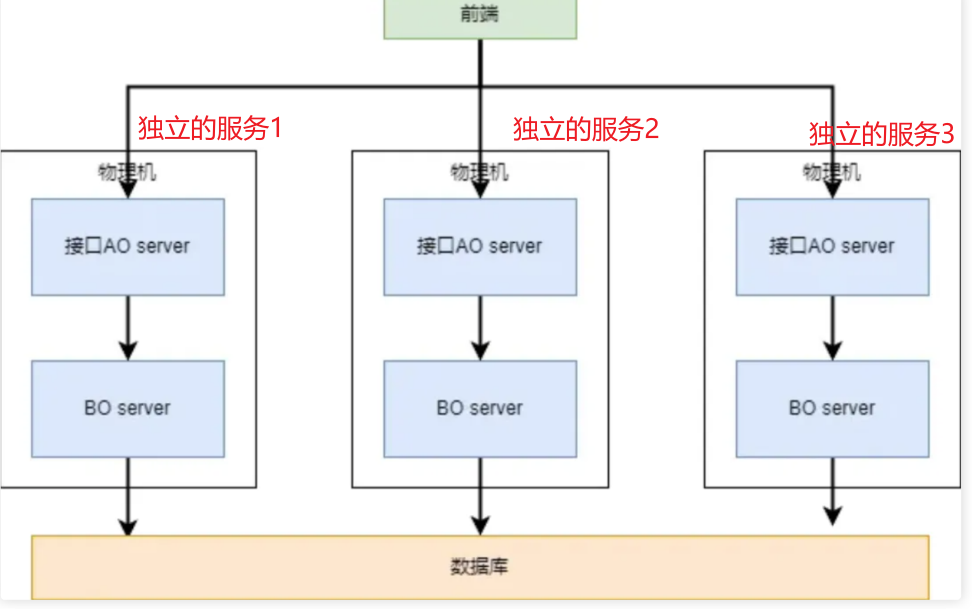 前端
独立的服务1
独立的服务2
独立的服务3
物理机
物理机
物理机
接口AO server
接口AO server
接口AO server
BO server
BO server
BO server
数据库